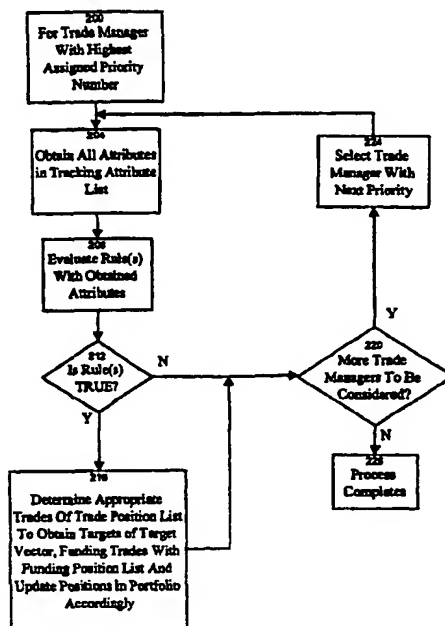 200
For Trade Manager
With Highest
Assigned Priority
Number
204
Obtain All Attributes
in Tracking Attribute
List
208
Evaluate Rule(s)
With Obtained
Attributes
212
Is Rule(s)
TRUE?
N
Y
216
Determine Appropriate
Trades Of Trade Position List
To Obtain Targets of Target
Vector, Funding Trades With
Funding Position List And
Update Positions In Portfolio
Accordingly
224
Select Trade
Manager With
Next Priority
Y
220
More Trade
Managers To Be
Considered?
N
228
Process
Completes